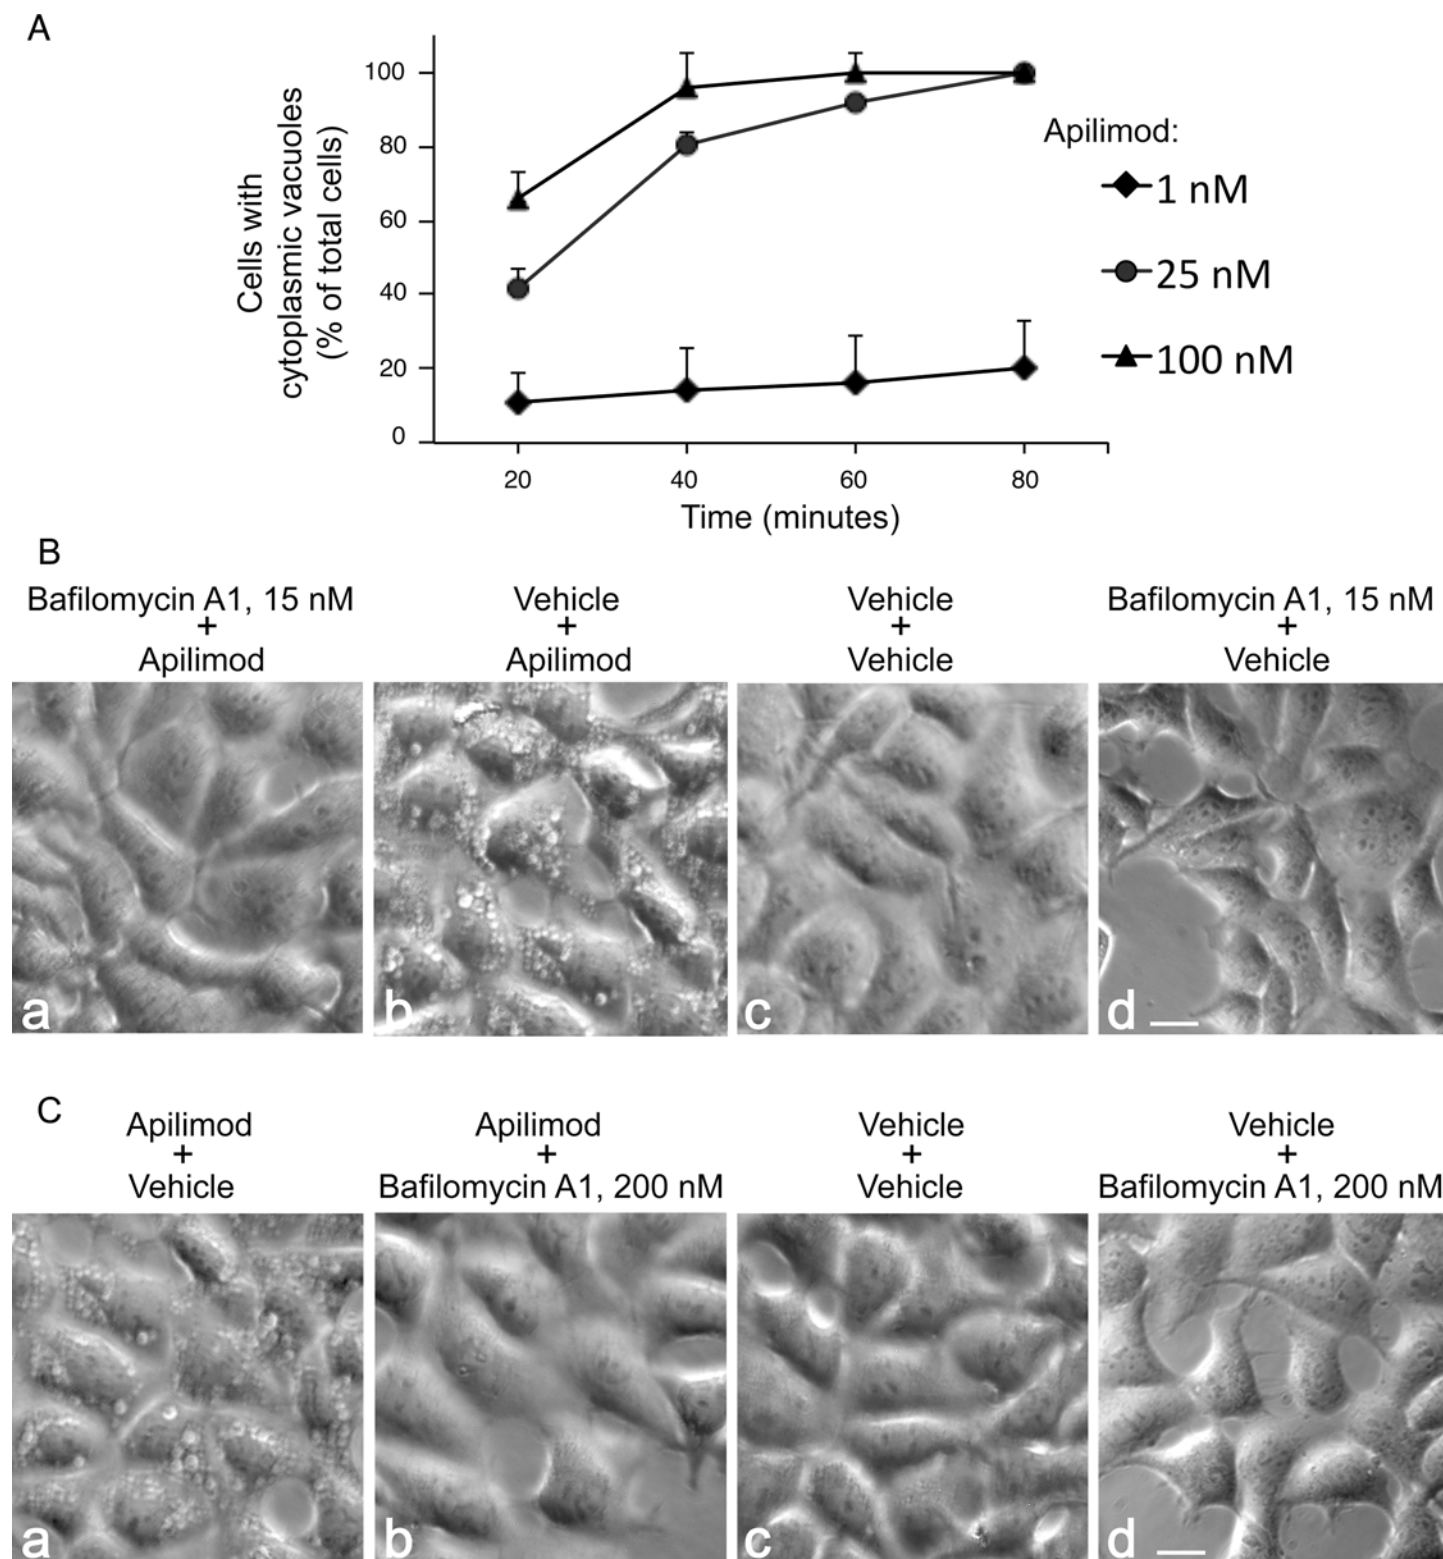 A
Cells with
cytoplasmic vacuoles
(% of total cells)
100
80
60
40
20
0
20
40
60
80
Time (minutes)
Apilimod:
1 nM
25 nM
100 nM
B
Bafilomycin A1, 15 nM
+
Apilimod
Vehicle
+
Apilimod
Vehicle
+
Vehicle
Bafilomycin A1, 15 nM
+
Vehicle
a
b
c
d
C
Apilimod
+
Vehicle
Apilimod
+
Bafilomycin A1, 200 nM
Vehicle
+
Vehicle
Vehicle
+
Bafilomycin A1, 200 nM
a
b
c
d